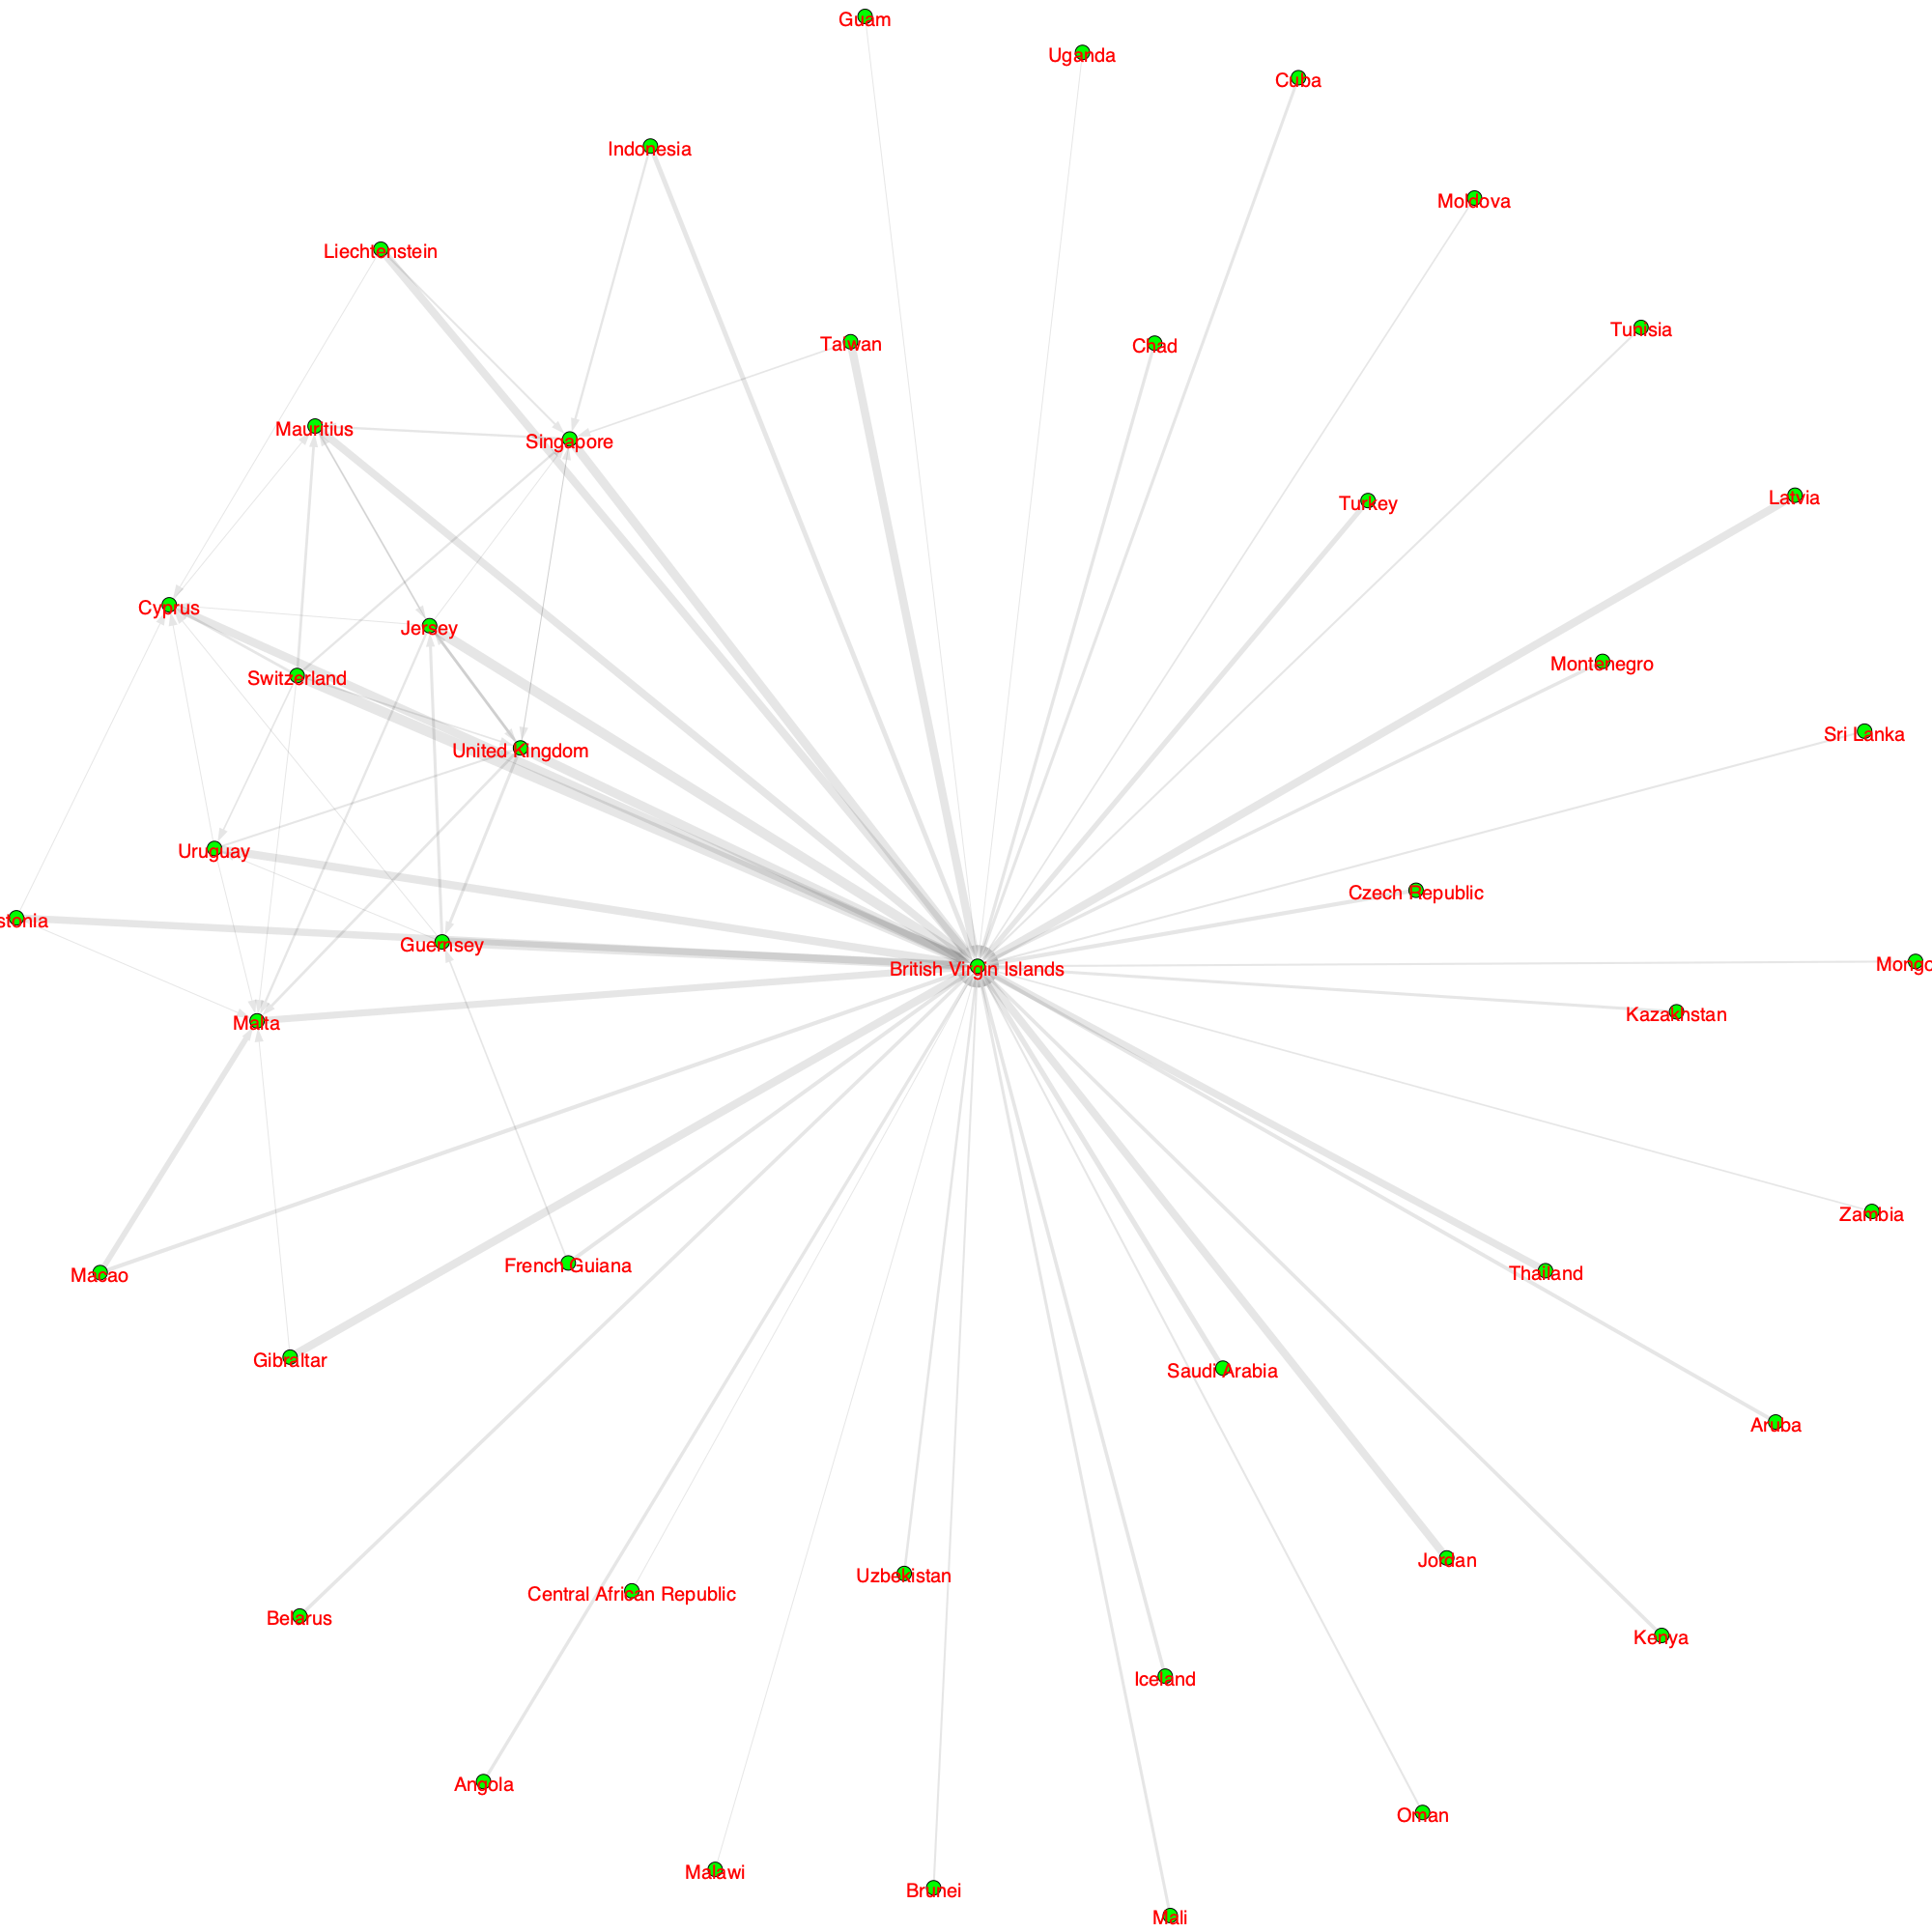 Guam
Uganda
Cuba
Indonesia
Moldova
Liechtenstein
Tunisia
Taiwan
Chad
Mauritius
Singapore
Latvia
Turkey
Cyprus
Jersey
Montenegro
Switzerland
Sri Lanka
United Kingdom
Uruguay
Czech Republic
stonia
Guernsey
Mongo
British Virgin Islands
Kazakhstan
Malta
Zambia
French Guiana
Thailand
Macao
Gibraltar
Saudi Arabia
Aruba
Jordan
Uzbekistan
Central African Republic
Belarus
Kenya
Iceland
Angola
Oman
Malawi
Brunei
Mali